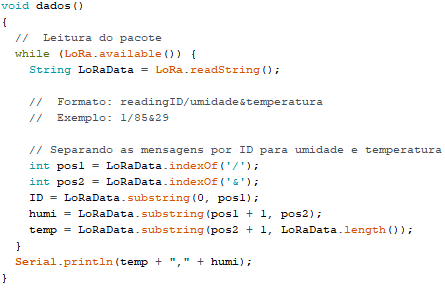 void dados()
{
  //  Leitura do pacote
  while (LoRa.available()) {
    String LoRaData = LoRa.readString();

    //  Formato: readingID/umidade&temperatura
    //  Exemplo: 1/85&29

    // Separando as mensagens por ID para umidade e temperatura
    int pos1 = LoRaData.indexOf('/');
    int pos2 = LoRaData.indexOf('&');
    ID = LoRaData.substring(0, pos1);
    humi = LoRaData.substring(pos1 + 1, pos2);
    temp = LoRaData.substring(pos2 + 1, LoRaData.length());
  }
  Serial.println(temp + "," + humi);
}